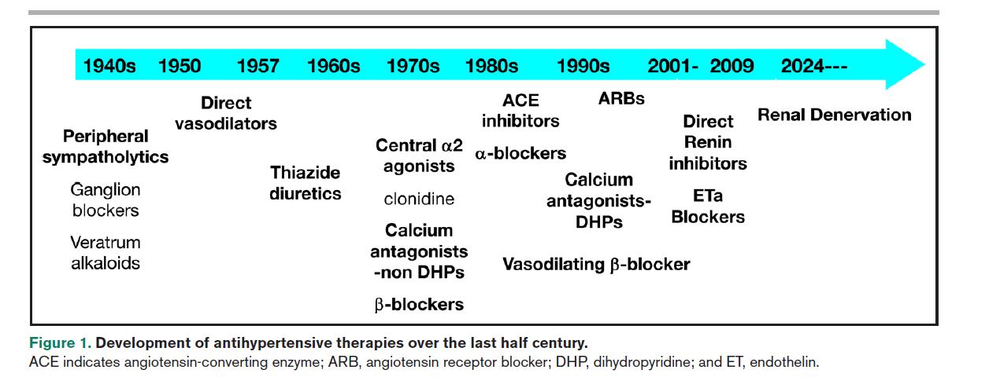 1940s 1950 1957 1960s 1970s 1980s 1990s 2001- 2009 2024---
Peripheral
sympatholytics
Ganglion
blockers
Veratrum
alkaloids
Direct
vasodilators
Thiazide
diuretics
Central α2
agonists
clonidine
Calcium
antagonists
-non DHPs
β-blockers
ACE
inhibitors
α-blockers
ARBs
Calcium
antagonists-
DHPs
Vasodilating β-blocker
Direct
Renin
inhibitors
ETa
Blockers
Renal Denervation
Figure 1. Development of antihypertensive therapies over the last half century.
ACE indicates angiotensin-converting enzyme; ARB, angiotensin receptor blocker; DHP, dihydropyridine; and ET, endothelin.